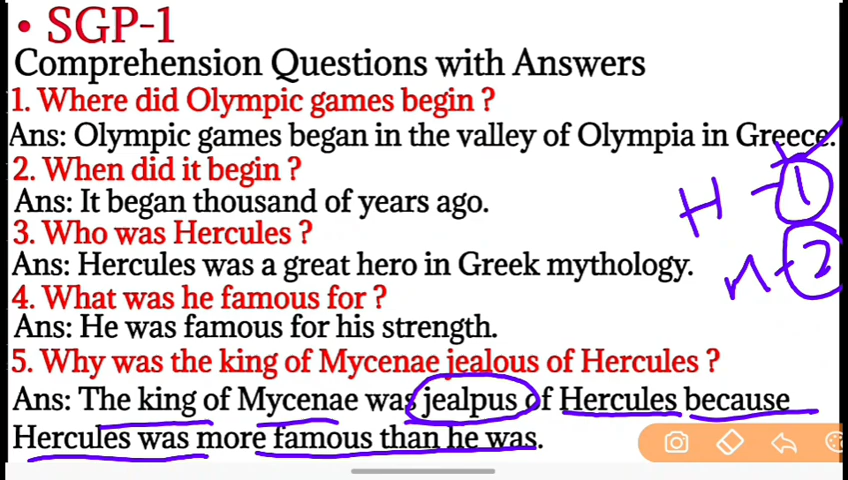 • SGP-1
Comprehension Questions with Answers
1. Where did Olympic games begin ?
Ans: Olympic games began in the valley of Olympia in Greece.
2. When did it begin ?
Ans: It began thousand of years ago.
H - 1
3. Who was Hercules ?
Ans: Hercules was a great hero in Greek mythology.
M - 2
4. What was he famous for ?
Ans: He was famous for his strength.
5. Why was the king of Mycenae jealous of Hercules ?
Ans: The king of Mycenae was jealpus of Hercules because
Hercules was more famous than he was.